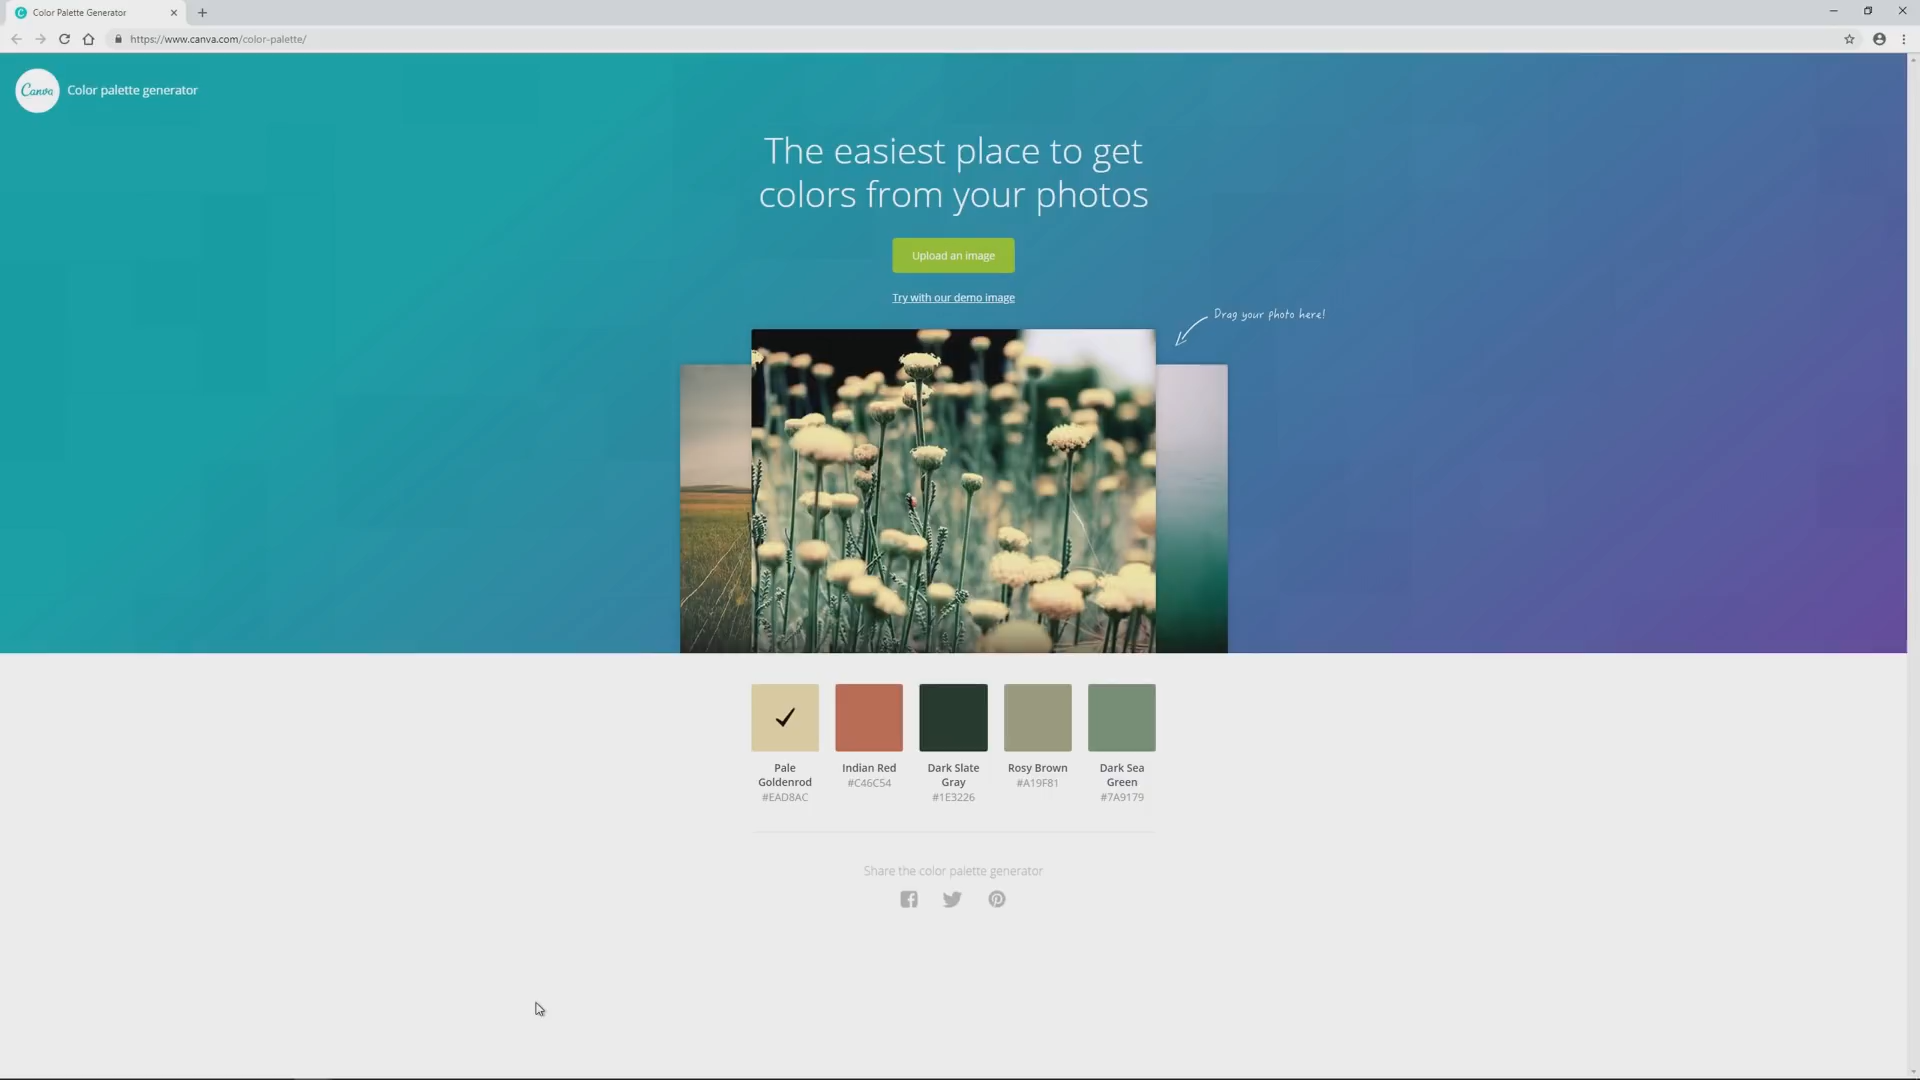 Color Palette Generator
https://www.canva.com/color-palette/
Canva
Color palette generator
The easiest place to get
colors from your photos
Upload an image
Try with our demo image
Drag your photo here!
Pale
Goldenrod
#EAD8AC
Indian Red
#C46C54
Dark Slate
Gray
#1E3226
Rosy Brown
#A19F81
Dark Sea
Green
#7A9179
Share the color palette generator